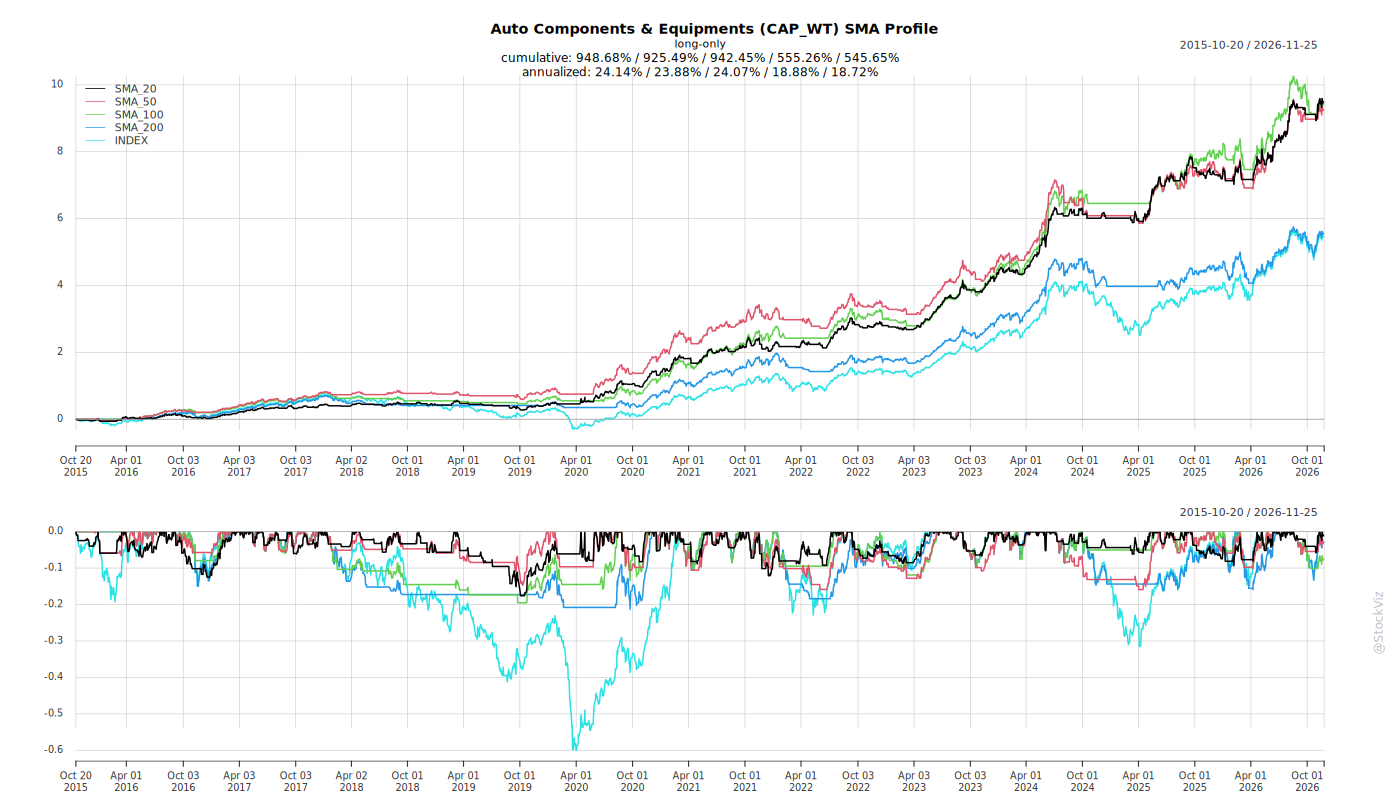 Auto Components & Equipments (CAP_WT) SMA Profile
long-only
2015-10-20 / 2026-11-25
cumulative: 948.68% / 925.49% / 942.45% / 555.26% / 545.65%
annualized: 24.14% / 23.88% / 24.07% / 18.88% / 18.72%
10
8
6
4
2
0
SMA_20
SMA_50
SMA_100
SMA_200
INDEX
Oct 20 Apr 01 Oct 03 Apr 03 Oct 03 Apr 02 Oct 01 Apr 01 Oct 01 Apr 01 Oct 01 Apr 01 Oct 01 Apr 01 Oct 03 Apr 03 Oct 03 Apr 01 Oct 01 Apr 01 Oct 01 Apr 01 Oct 01
2015 2016 2016 2017 2017 2018 2018 2019 2019 2020 2020 2021 2021 2022 2022 2023 2023 2024 2024 2025 2025 2026 2026
2015-10-20 / 2026-11-25
0.0
-0.1
-0.2
-0.3
-0.4
-0.5
-0.6
Oct 20 Apr 01 Oct 03 Apr 03 Oct 03 Apr 02 Oct 01 Apr 01 Oct 01 Apr 01 Oct 01 Apr 01 Oct 01 Apr 01 Oct 03 Apr 03 Oct 03 Apr 01 Oct 01 Apr 01 Oct 01 Apr 01 Oct 01
2015 2016 2016 2017 2017 2018 2018 2019 2019 2020 2020 2021 2021 2022 2022 2023 2023 2024 2024 2025 2025 2026 2026
@StockViz